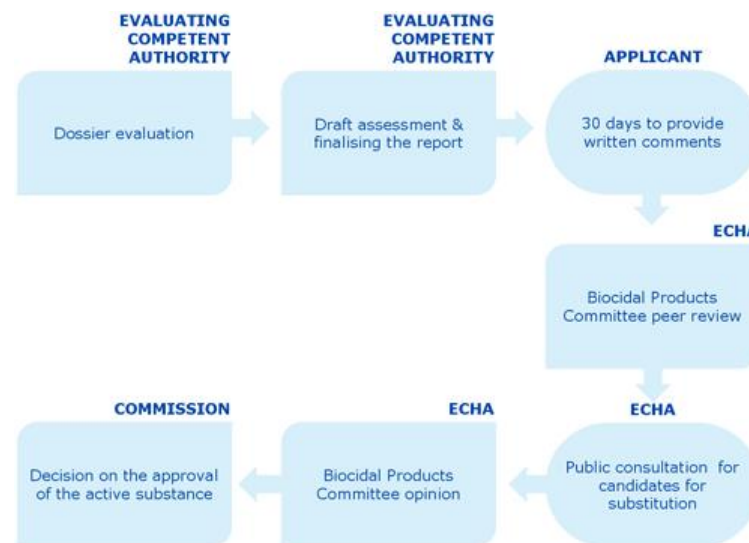 EVALUATING
COMPETENT
AUTHORITY
Dossier evaluation
EVALUATING
COMPETENT
AUTHORITY
Draft assessment &
finalising the report
APPLICANT
30 days to provide
written comments
ECHA
Biocidal Products
Committee peer review
ECHA
Public consultation for
candidates for
substitution
ECHA
Biocidal Products
Committee opinion
COMMISSION
Decision on the approval
of the active substance